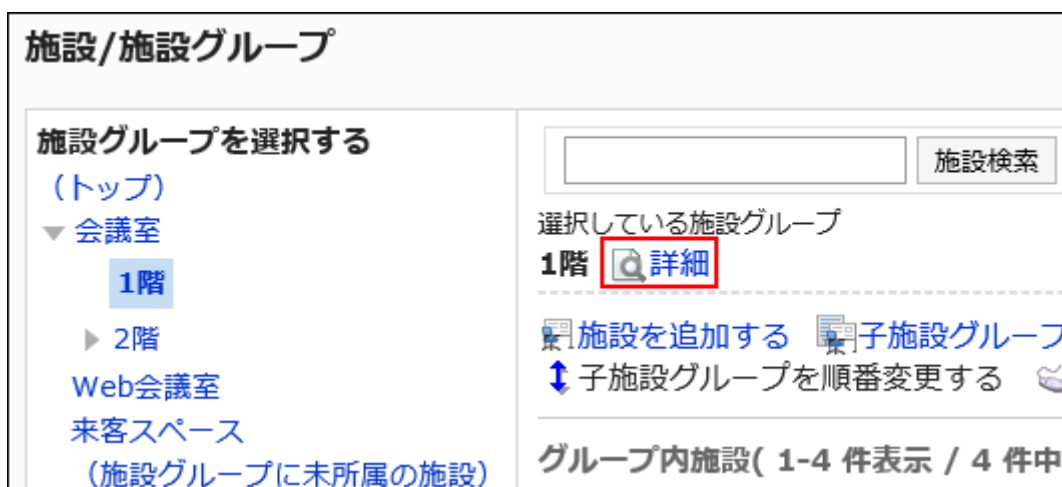 施設/施設グループ
施設グループを選択する
（トップ）
会議室
1階
2階
Web会議室
来客スペース
（施設グループに未所属の施設）
施設検索
選択している施設グループ
1階 詳細
施設を追加する 子施設グループ
子施設グループを順番変更する
グループ内施設( 1-4 件表示 / 4 件中